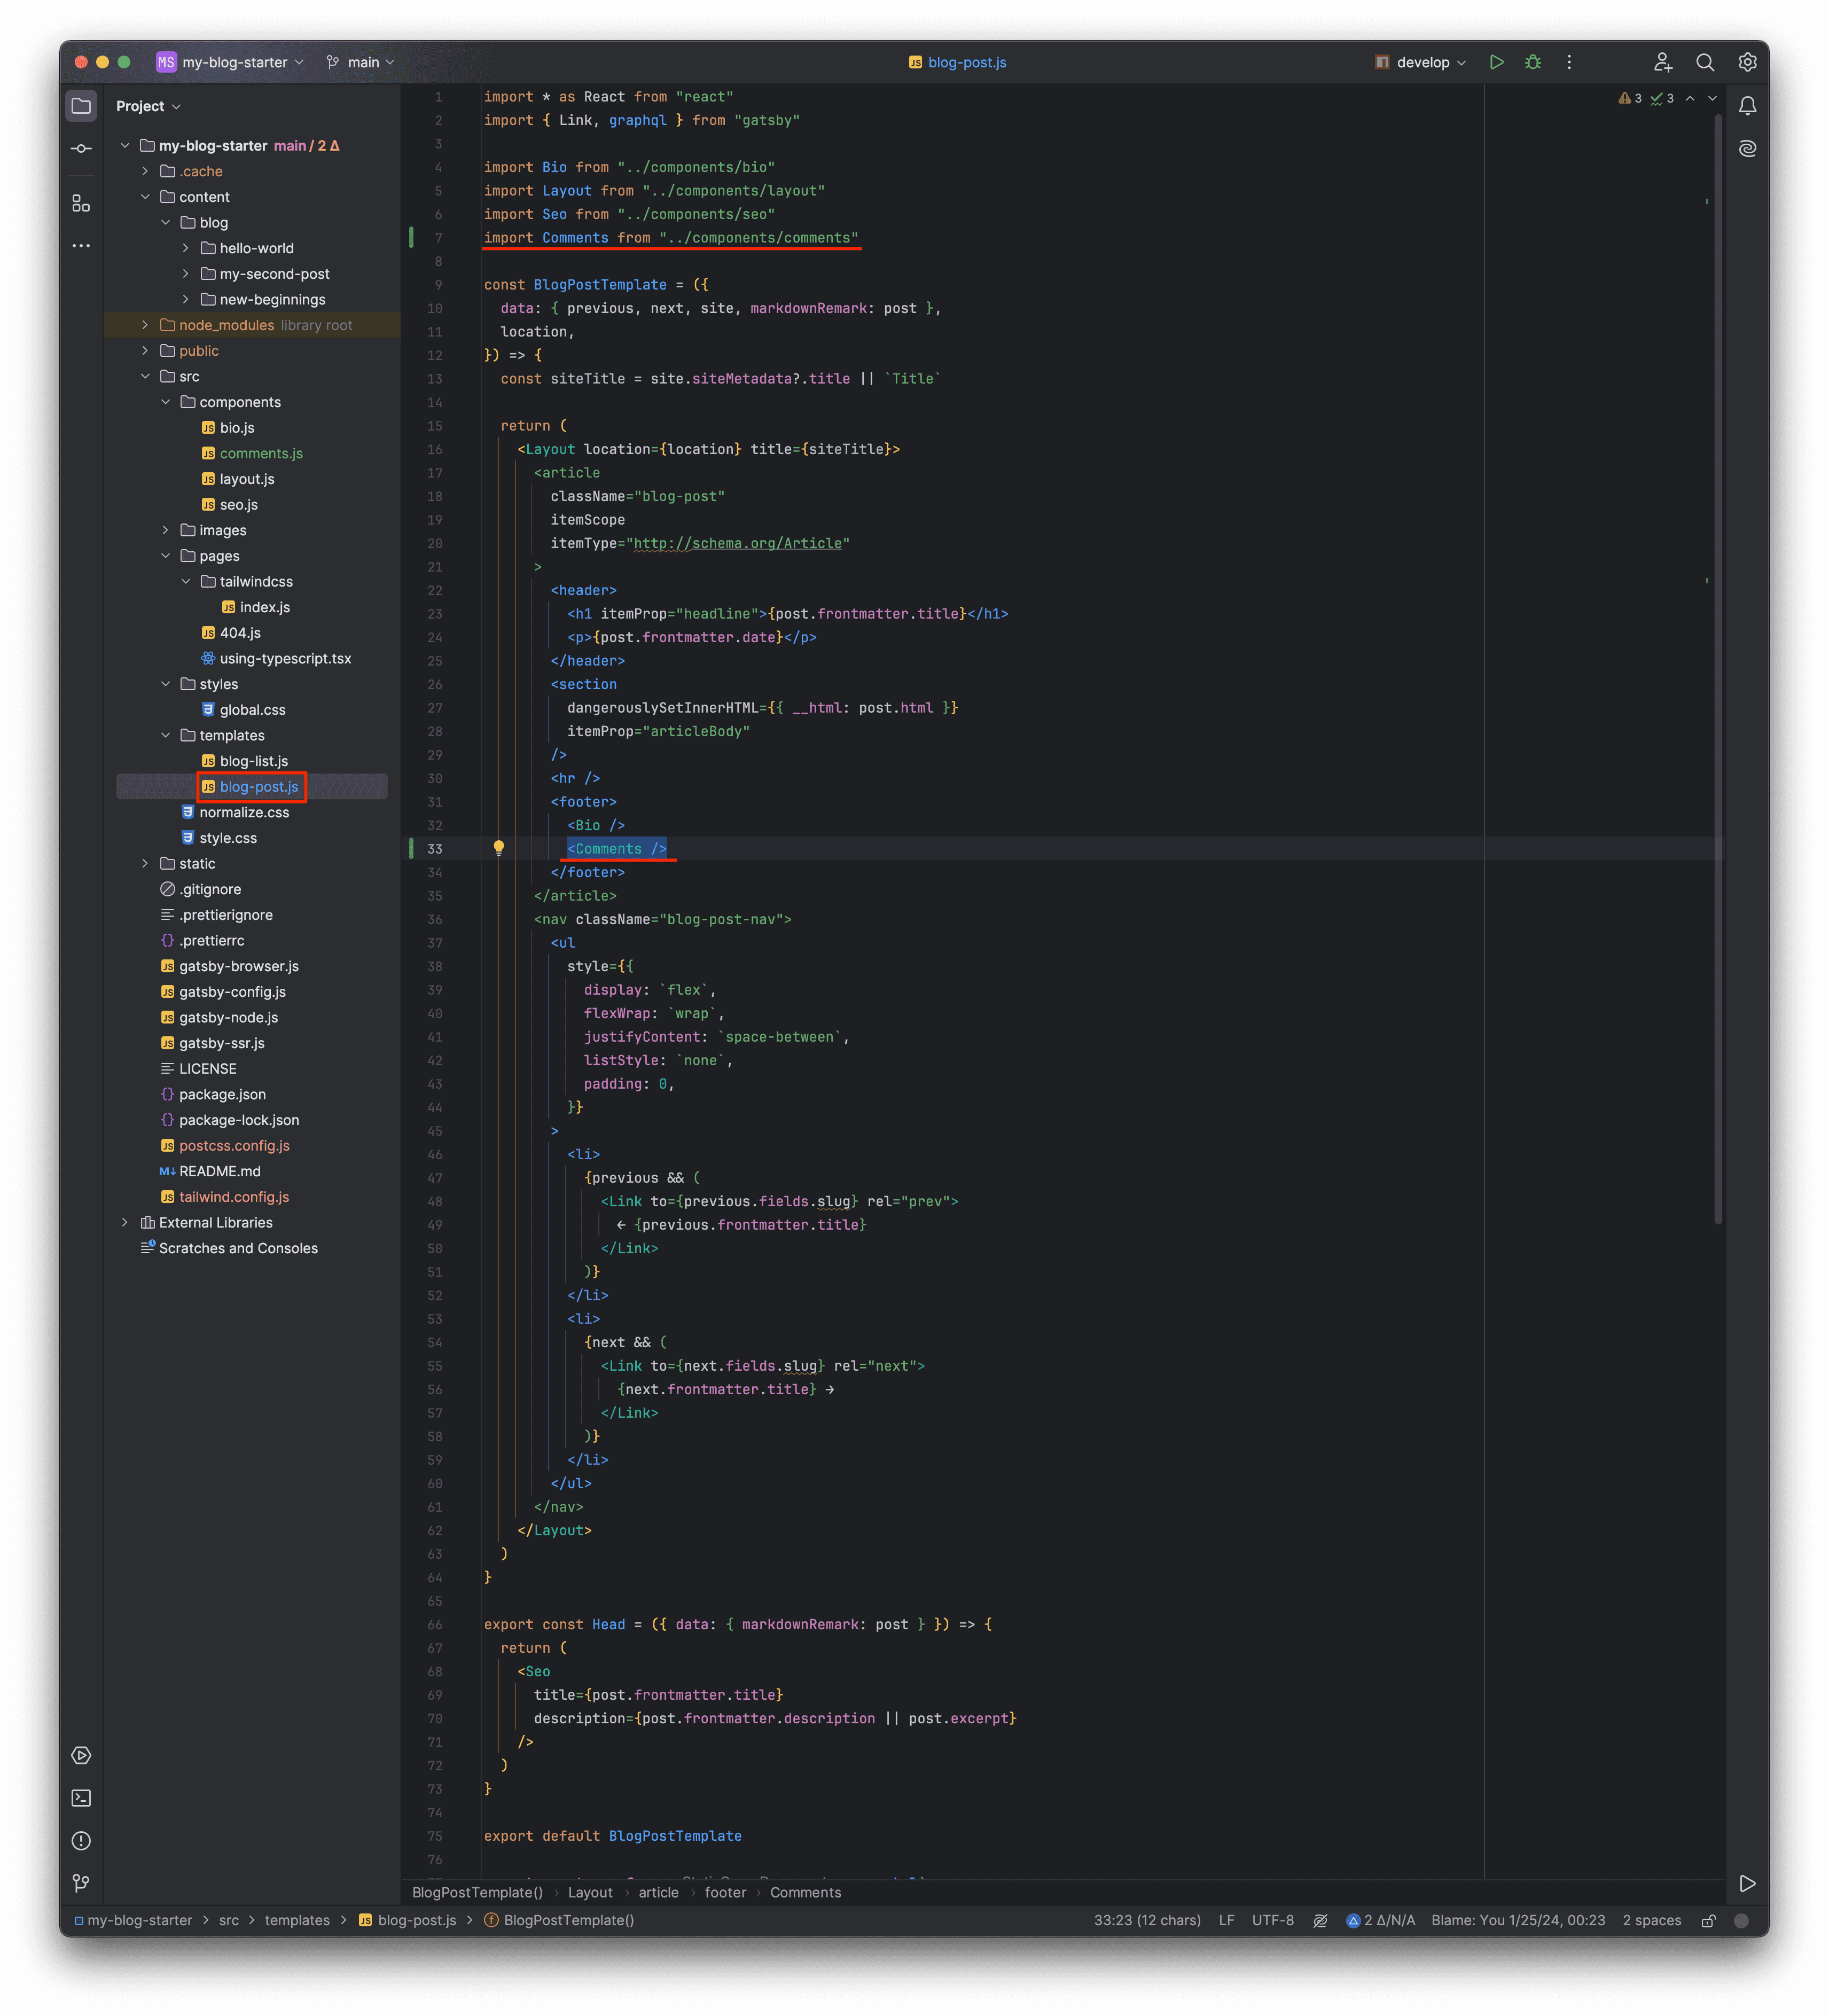 MS my-blog-starter main blog-post.js develop
Project
my-blog-starter main / 2 Δ
.cache
content
blog
hello-world
my-second-post
new-beginnings
node_modules library root
public
src
components
JS bio.js
JS comments.js
JS layout.js
JS seo.js
images
pages
tailwindcss
JS index.js
JS 404.js
using-typescript.tsx
styles
global.css
templates
JS blog-list.js
JS blog-post.js
normalize.css
style.css
static
.gitignore
.prettierignore
{} .prettierrc
JS gatsby-browser.js
JS gatsby-config.js
JS gatsby-node.js
JS gatsby-ssr.js
LICENSE
{} package.json
{} package-lock.json
JS postcss.config.js
M↓ README.md
JS tailwind.config.js
External Libraries
Scratches and Consoles
3 3
1 import * as React from "react"
2 import { Link, graphql } from "gatsby"
3
4 import Bio from "../components/bio"
5 import Layout from "../components/layout"
6 import Seo from "../components/seo"
7 import Comments from "../components/comments"
8
9 const BlogPostTemplate = ({
10 data: { previous, next, site, markdownRemark: post },
11 location,
12 }) => {
13 const siteTitle = site.siteMetadata?.title || `Title`
14
15 return (
16 <Layout location={location} title={siteTitle}>
17 <article
18 className="blog-post"
19 itemScope
20 itemType="http://schema.org/Article"
21 >
22 <header>
23 <h1 itemProp="headline">{post.frontmatter.title}</h1>
24 <p>{post.frontmatter.date}</p>
25 </header>
26 <section
27 dangerouslySetInnerHTML={{ __html: post.html }}
28 itemProp="articleBody"
29 />
30 <hr />
31 <footer>
32 <Bio />
33 <Comments />
34 </footer>
35 </article>
36 <nav className="blog-post-nav">
37 <ul
38 style={{
39 display: `flex`,
40 flexWrap: `wrap`,
41 justifyContent: `space-between`,
42 listStyle: `none`,
43 padding: 0,
44 }}
45 >
46 <li>
47 {previous && (
48 <Link to={previous.fields.slug} rel="prev">
49 ← {previous.frontmatter.title}
50 </Link>
51 )}
52 </li>
53 <li>
54 {next && (
55 <Link to={next.fields.slug} rel="next">
56 {next.frontmatter.title} →
57 </Link>
58 )}
59 </li>
60 </ul>
61 </nav>
62 </Layout>
63 )
64 }
65
66 export const Head = ({ data: { markdownRemark: post } }) => {
67 return (
68 <Seo
69 title={post.frontmatter.title}
70 description={post.frontmatter.description || post.excerpt}
71 />
72 )
73 }
74
75 export default BlogPostTemplate
76
BlogPostTemplate() › Layout › article › footer › Comments
my-blog-starter > src > templates > JS blog-post.js > f BlogPostTemplate() 33:23 (12 chars) LF UTF-8 2 Δ/N/A Blame: You 1/25/24, 00:23 2 spaces